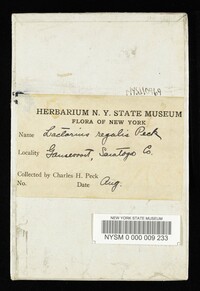 HERBARIUM N. Y. STATE MUSEUM
FLORA OF NEW YORK
Name Lactarius regalis Peck
Locality Gansevoort, Saratoga Co.
Collected by Charles H. Peck
No. Date Aug.
NEW YORK STATE MUSEUM
NYSM 0 000 009 233